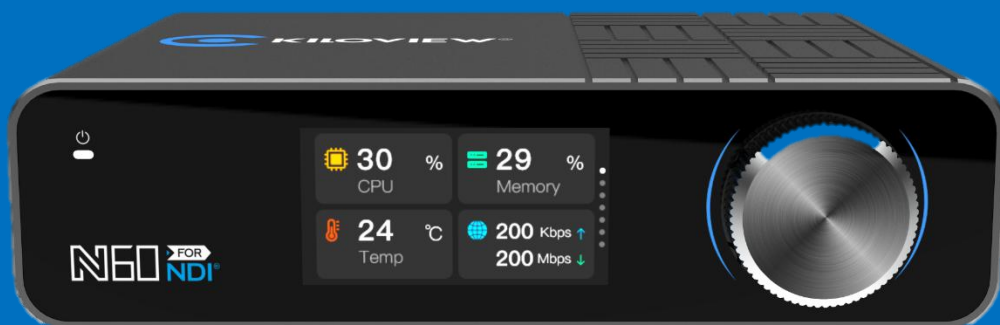 KILOVIEW®
30 %
CPU
29 %
Memory
24 ℃
Temp
200 Kbps ↑
200 Mbps ↓
N60 FOR NDI®